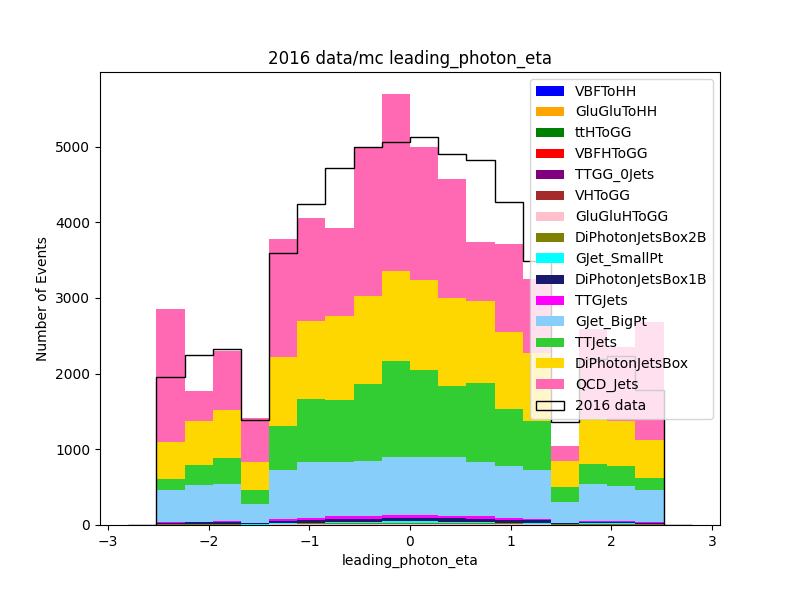 2016 data/mc leading_photon_eta
Number of Events
5000
4000
3000
2000
1000
0
−3
−2
−1
0
1
2
3
leading_photon_eta
VBFToHH
GluGluToHH
ttHToGG
VBFHToGG
TTGG_0Jets
VHToGG
GluGluHToGG
DiPhotonJetsBox2B
GJet_SmallPt
DiPhotonJetsBox1B
TTGJets
GJet_BigPt
TTJets
DiPhotonJetsBox
QCD_Jets
2016 data